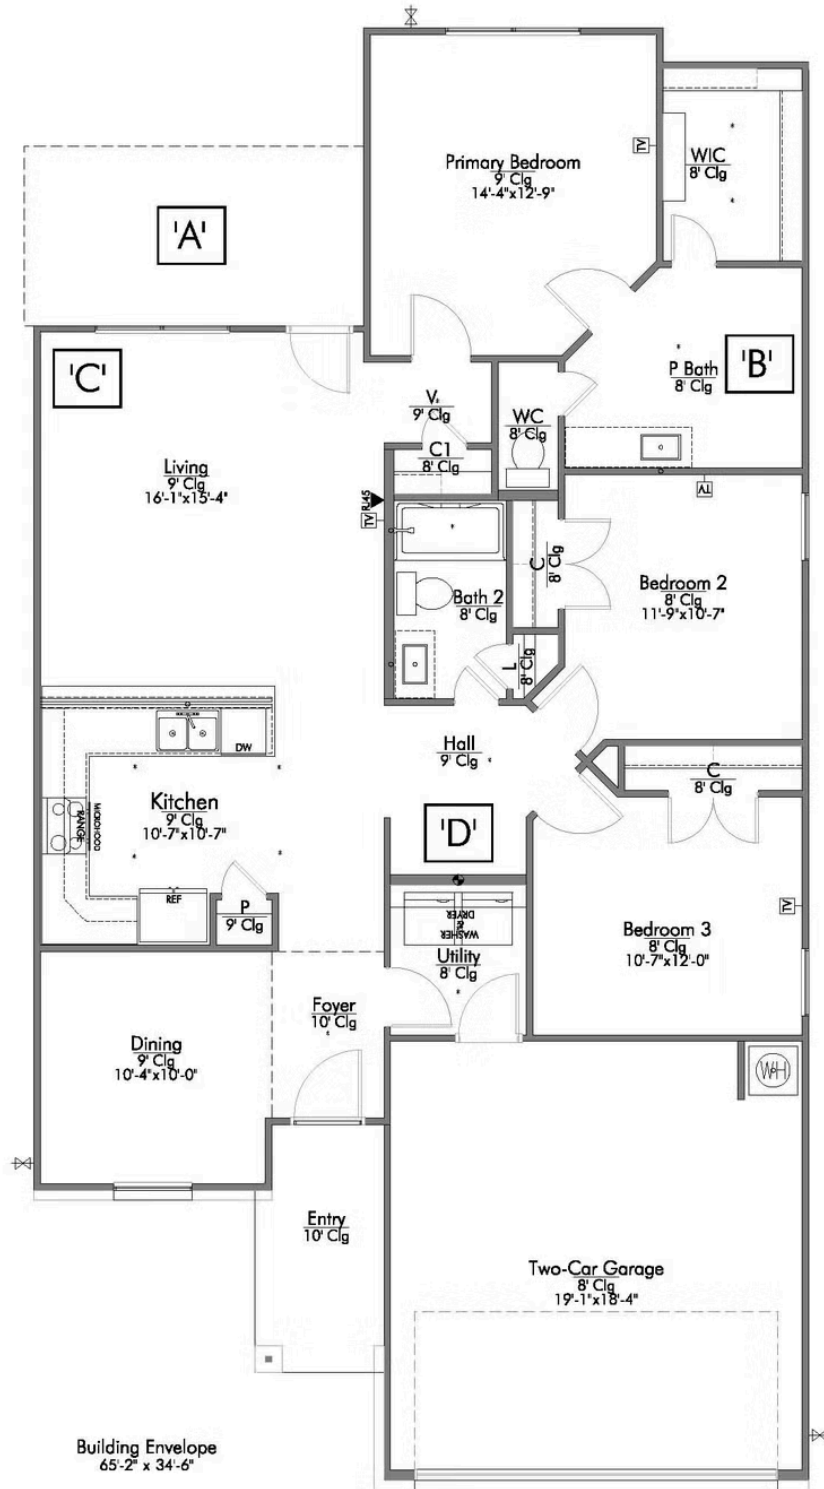 Primary Bedroom
9' Clg
14'-4"x12'-9"
TV
WIC
8' Clg
'A'
'C'
'B'
P Bath
8' Clg
V.
9' Clg
WC
8' Clg
C1
8' Clg
Living
9' Clg
16'-1"x15'-4"
RJ45
TV
TV
C
8' Clg
Bedroom 2
8' Clg
11'-9"x10'-7"
Bath 2
8' Clg
L
8' Clg
DW
Hall
9' Clg
C
8' Clg
Kitchen
9' Clg
10'-7"x10'-7"
RANGE
MICROHOOD
'D'
REF
P
9' Clg
DRYER
WASHER
Utility
8' Clg
TV
Bedroom 3
8' Clg
10'-7"x12'-0"
Foyer
10' Clg
Dining
9' Clg
10'-4"x10'-0"
WH
Entry
10' Clg
Two-Car Garage
8' Clg
19'-1"x18'-4"
Building Envelope
65'-2" x 34'-6"